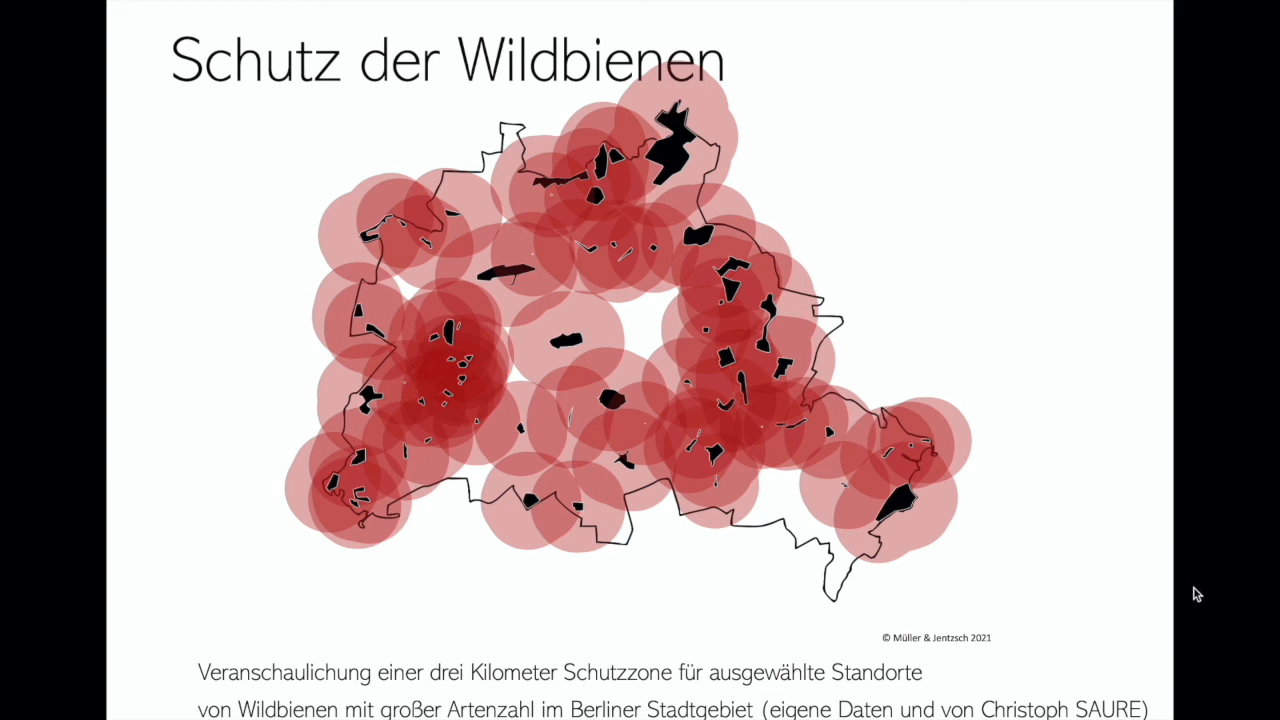 Schutz der Wildbienen
© Müller & Jentzsch 2021
Veranschaulichung einer drei Kilometer Schutzzone für ausgewählte Standorte
von Wildbienen mit großer Artenzahl im Berliner Stadtgebiet (eigene Daten und von Christoph SAURE)